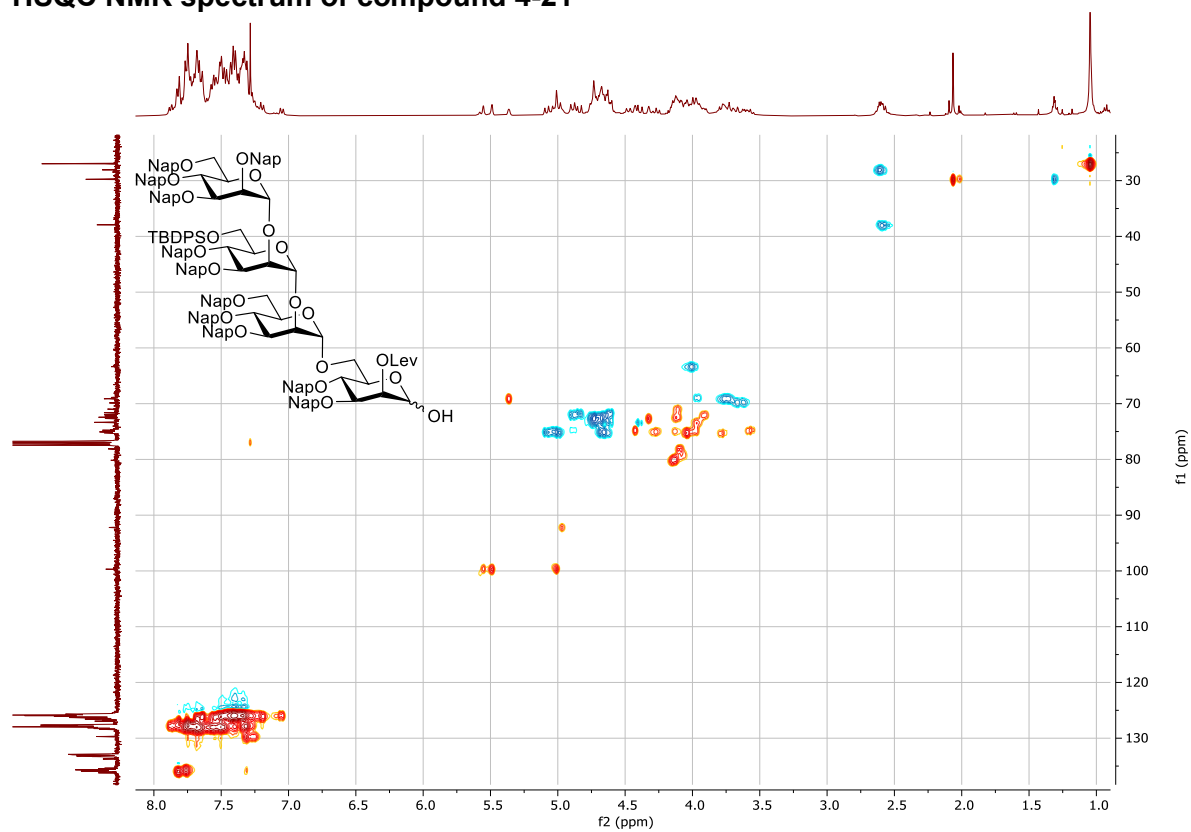 HSQC NMR spectrum of compound 4-21
NapO
ONap
NapO
O
NapO
O
TBDPSO
O
NapO
NapO
O
NapO
O
NapO
NapO
O
OLev
NapO
O
NapO
OH
30
40
50
60
70
80
90
100
110
120
130
f1 (ppm)
8.0 7.5 7.0 6.5 6.0 5.5 5.0 4.5 4.0 3.5 3.0 2.5 2.0 1.5 1.0
f2 (ppm)